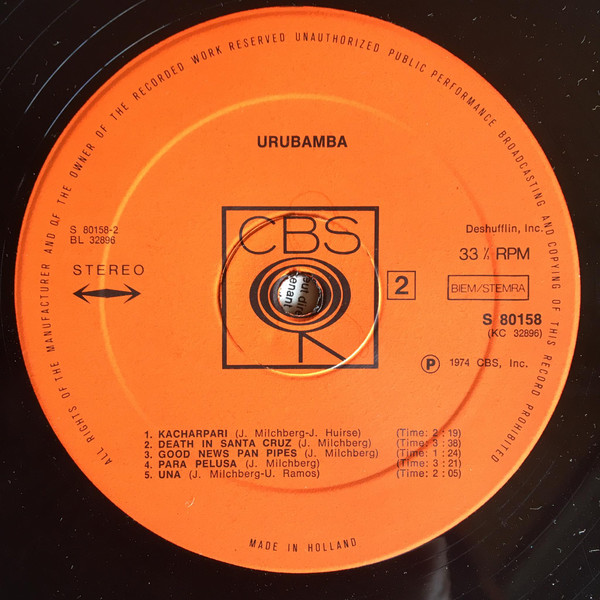 ALL RIGHTS OF THE MANUFACTURER AND OF THE OWNER OF THE RECORDED WORK RESERVED UNAUTHORIZED PUBLIC PERFORMANCE BROADCASTING AND COPYING OF THIS RECORD PROHIBITED
URUBAMBA
S 80158-2
BL 32896
STEREO
CBS
2
Deshufflin, Inc.
33⅓ RPM
BIEM/STEMRA
S 80158
(KC 32896)
Ⓟ 1974 CBS, Inc.
1. KACHARPARI (J. Milchberg-J. Huirse) (Time: 2 : 19)
2. DEATH IN SANTA CRUZ (J. Milchberg) (Time: 3 : 38)
3. GOOD NEWS PAN PIPES (J. Milchberg) (Time: 1 : 24)
4. PARA PELUSA (J. Milchberg) (Time: 3 : 21)
5. UNA (J. Milchberg-U. Ramos) (Time: 2 : 05)
MADE IN HOLLAND